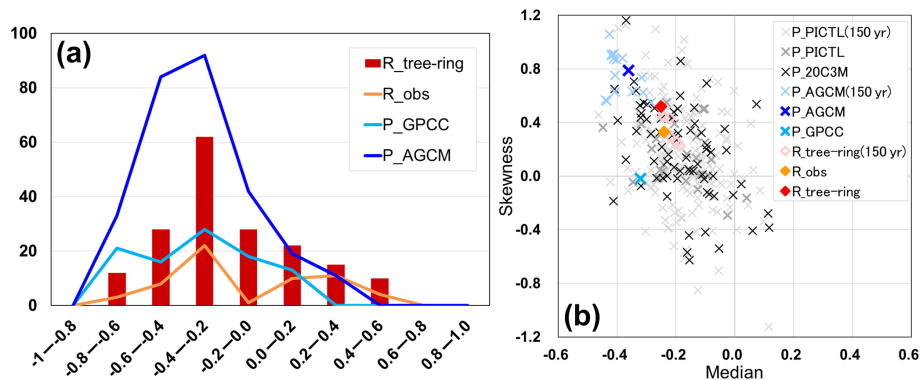 (a)
100
80
60
40
20
0
R_tree-ring
R_obs
P_GPCC
P_AGCM
-1—-0.8
-0.8—-0.6
-0.6—-0.4
-0.4—-0.2
-0.2—0.0
0.0—0.2
0.2—0.4
0.4—0.6
0.6—0.8
0.8—1.0
(b)
1.2
0.8
0.4
0.0
-0.4
-0.8
-1.2
Skewness
P_PICTL(150 yr)
P_PICTL
P_20C3M
P_AGCM(150 yr)
P_AGCM
P_GPCC
R_tree-ring(150 yr)
R_obs
R_tree-ring
-0.6 -0.4 -0.2 0.0 0.2 0.4 0.6
Median